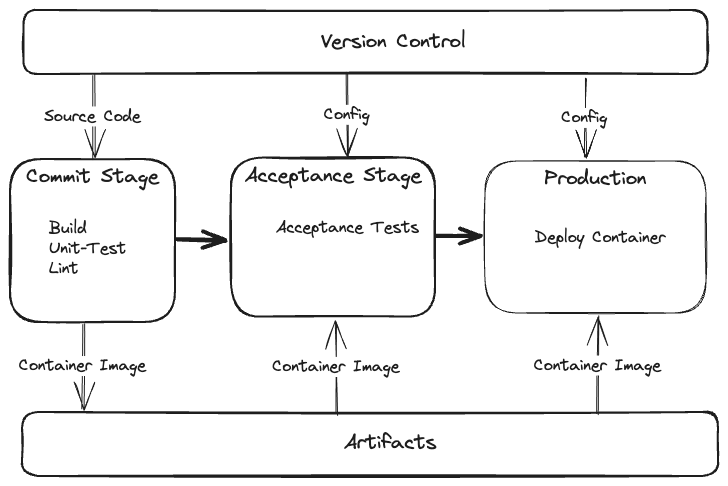 Version Control
Source Code
Config
Config
Commit Stage
Build
Unit-Test
Lint
Acceptance Stage
Acceptance Tests
Production
Deploy Container
Container Image
Container Image
Container Image
Artifacts